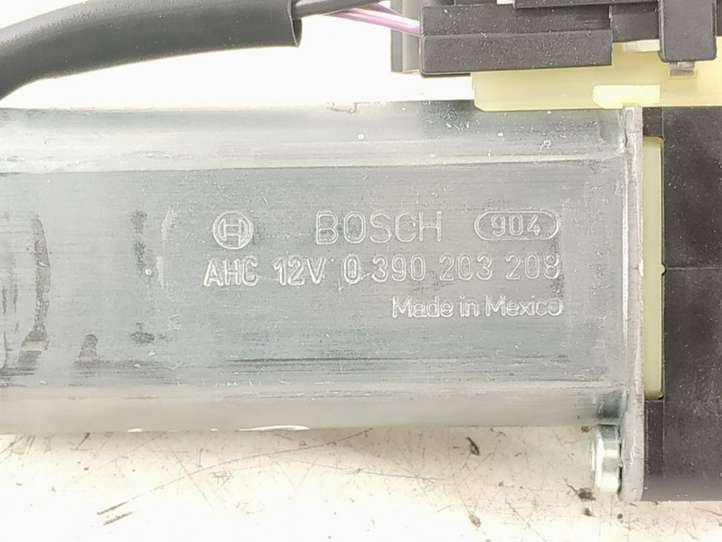 BOSCH 904
AHC 12V 0 390 203 208
Made in Mexico